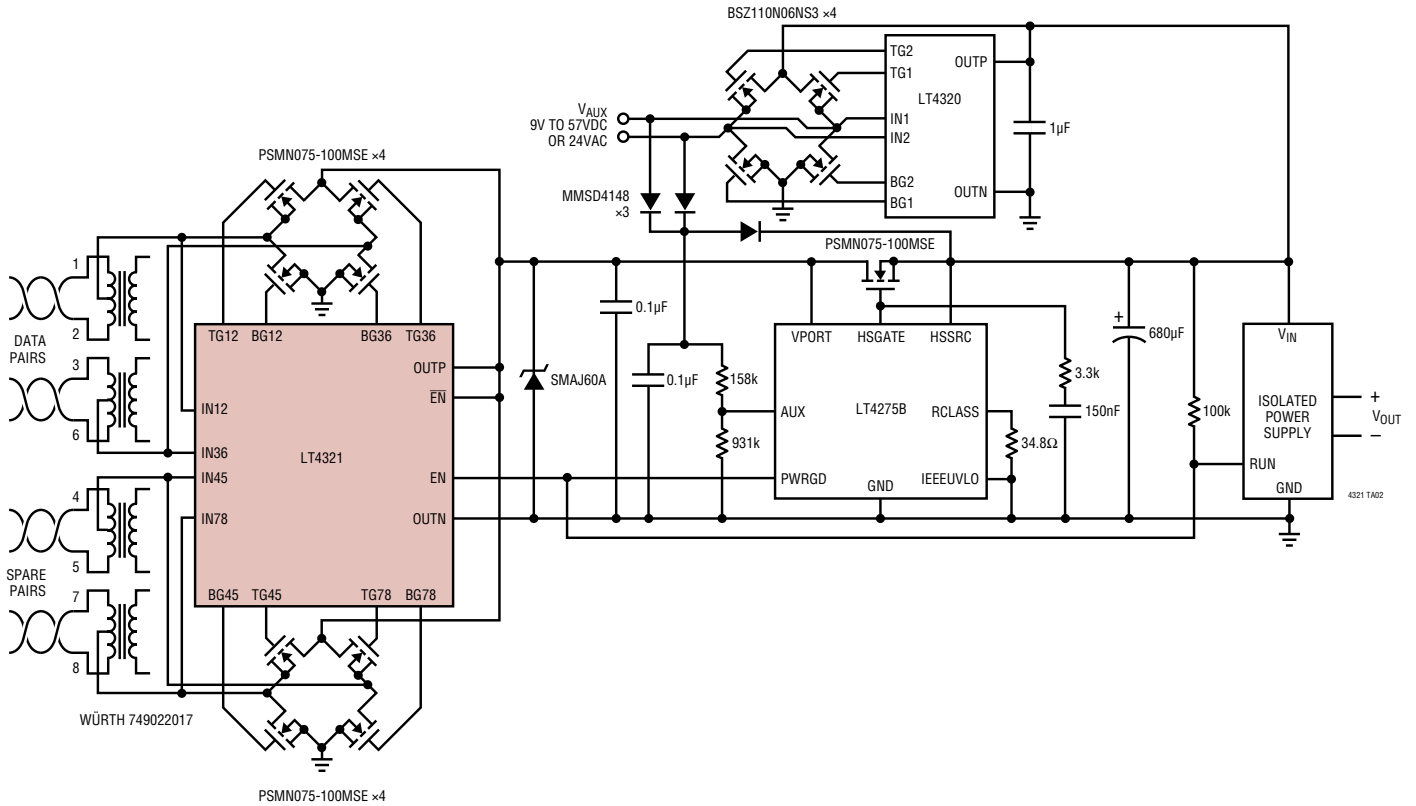 BSZ110N06NS3 ×4
TG2
TG1
OUTP
LT4320
VAUX
9V TO 57VDC
OR 24VAC
IN1
IN2
1µF
BG2
BG1
OUTN
PSMN075-100MSE ×4
MMSD4148
×3
PSMN075-100MSE
1
2
DATA
PAIRS
3
6
4
5
SPARE
PAIRS
7
8
WÜRTH 749022017
TG12
BG12
BG36
TG36
OUTP
EN
IN12
IN36
LT4321
IN45
EN
IN78
OUTN
BG45
TG45
TG78
BG78
PSMN075-100MSE ×4
SMAJ60A
0.1µF
0.1µF
158k
931k
VPORT
HSGATE
HSSRC
AUX
LT4275B
RCLASS
PWRGD
GND
IEEEUVLO
34.8Ω
3.3k
150nF
+
680µF
100k
VIN
ISOLATED
POWER
SUPPLY
RUN
GND
+
VOUT
−
4321 TA02